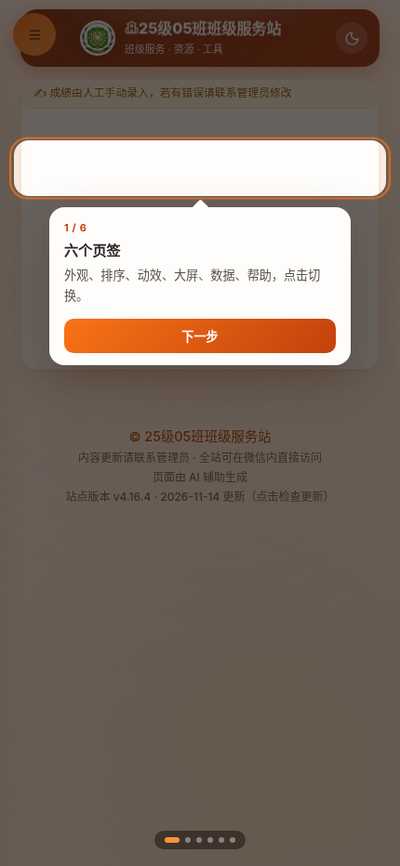 25级05班班级服务站
班级服务 · 资源 · 工具
✍ 成绩由人工手动录入，若有错误请联系管理员修改
1 / 6
六个页签
外观、排序、动效、大屏、数据、帮助，点击切
换。
下一步
© 25级05班班级服务站
内容更新请联系管理员 · 全站可在微信内直接访问
页面由 AI 辅助生成
站点版本 v4.16.4 · 2026-11-14 更新（点击检查更新）